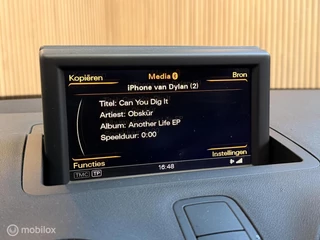 Kopiëren Media Bron
iPhone van Dylan (2)
Titel: Can You Dig It
Artiest: Obskür
Album: Another Life EP
Speelduur: 0:00
Functies Instellingen
TMC TP 16:48
mobilox